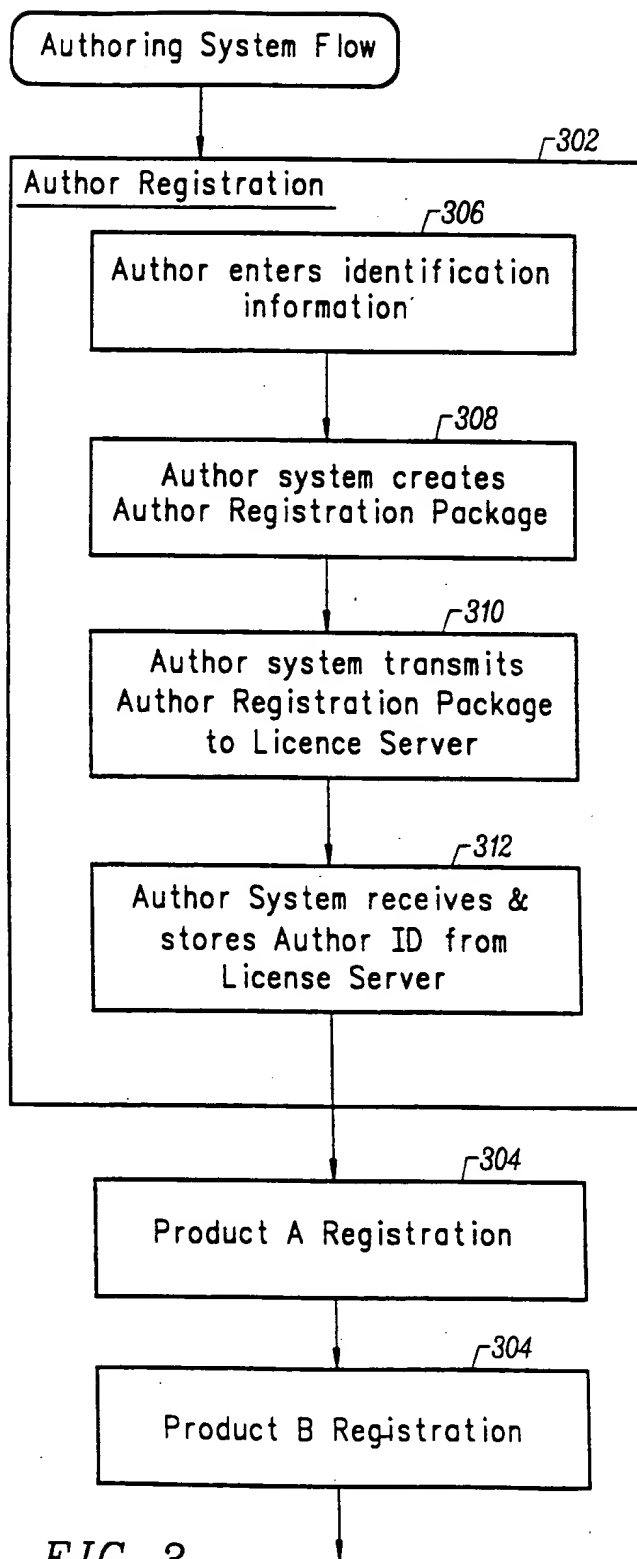 Authoring System Flow
302
Author Registration
306
Author enters identification
information
308
Author system creates
Author Registration Package
310
Author system transmits
Author Registration Package
to Licence Server
312
Author System receives &
stores Author ID from
License Server
304
Product A Registration
304
Product B Registration
FIG. 3